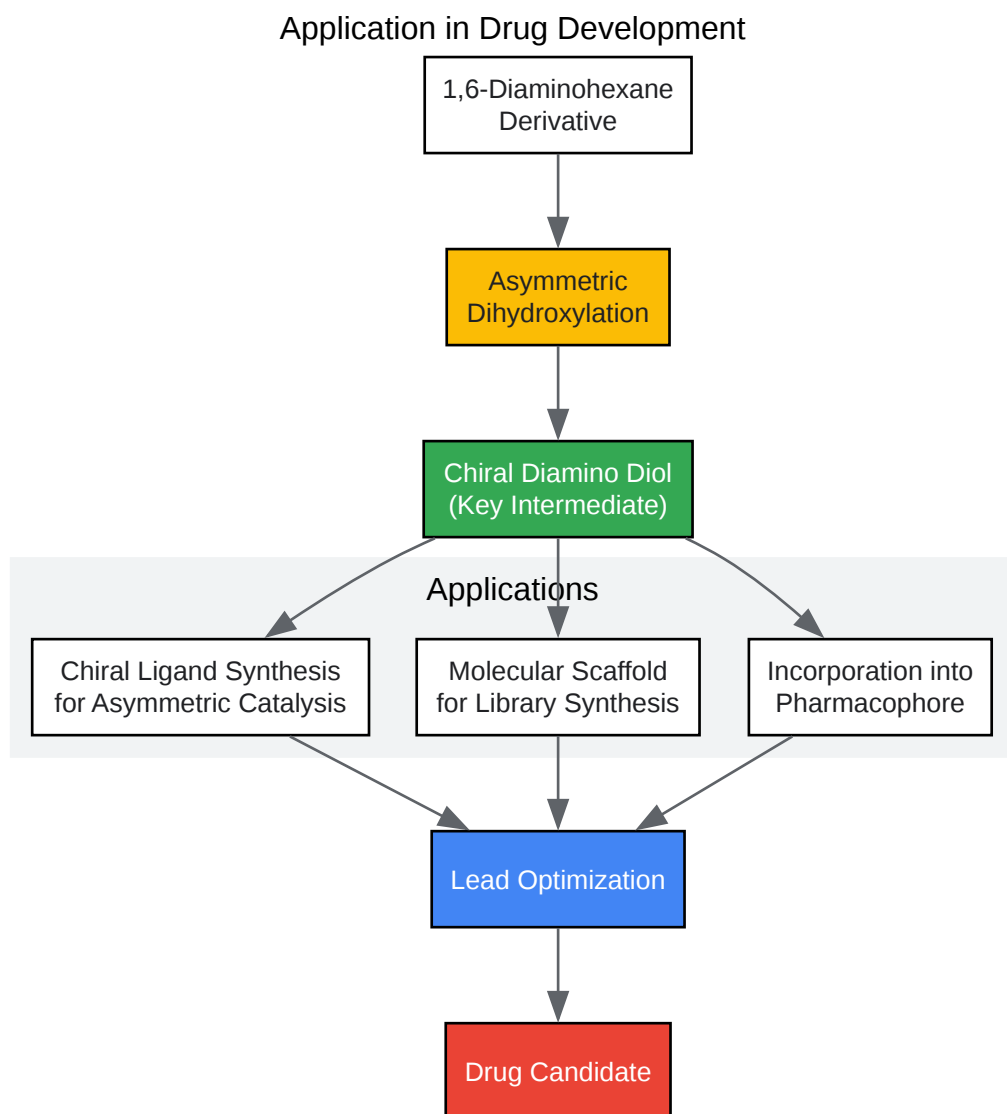 Application in Drug Development
1,6-Diaminohexane
Derivative
Asymmetric
Dihydroxylation
Chiral Diamino Diol
(Key Intermediate)
Applications
Chiral Ligand Synthesis
for Asymmetric Catalysis
Molecular Scaffold
for Library Synthesis
Incorporation into
Pharmacophore
Lead Optimization
Drug Candidate